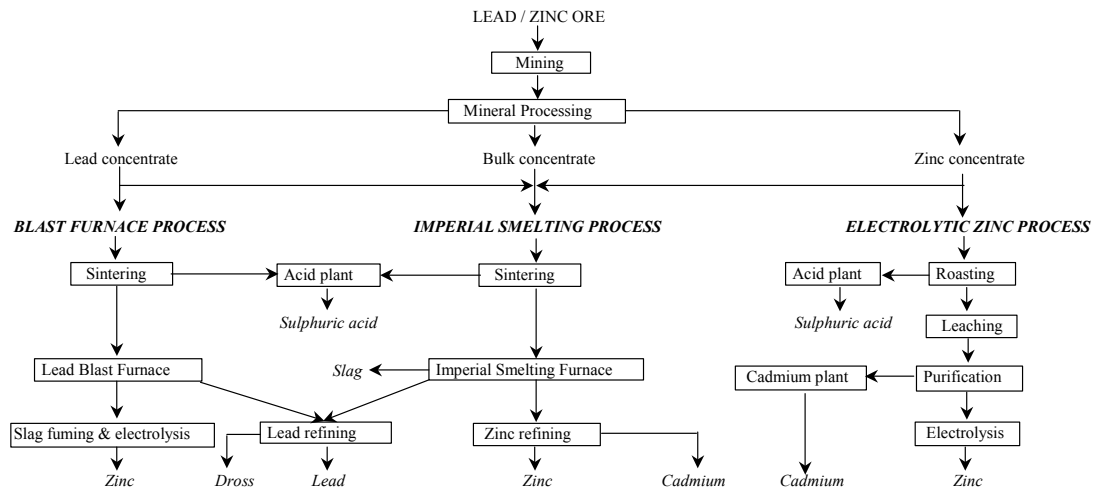 LEAD / ZINC ORE
Mining
Mineral Processing
Lead concentrate
Bulk concentrate
Zinc concentrate
BLAST FURNACE PROCESS
IMPERIAL SMELTING PROCESS
ELECTROLYTIC ZINC PROCESS
Sintering
Acid plant
Sintering
Acid plant
Roasting
Sulphuric acid
Sulphuric acid
Leaching
Lead Blast Furnace
Slag
Imperial Smelting Furnace
Cadmium plant
Purification
Slag fuming & electrolysis
Lead refining
Zinc refining
Electrolysis
Zinc
Dross
Lead
Zinc
Cadmium
Cadmium
Zinc